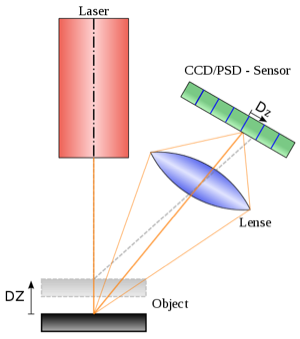 Laser
CCD/PSD - Sensor
Dz
Lense
Object
DZ